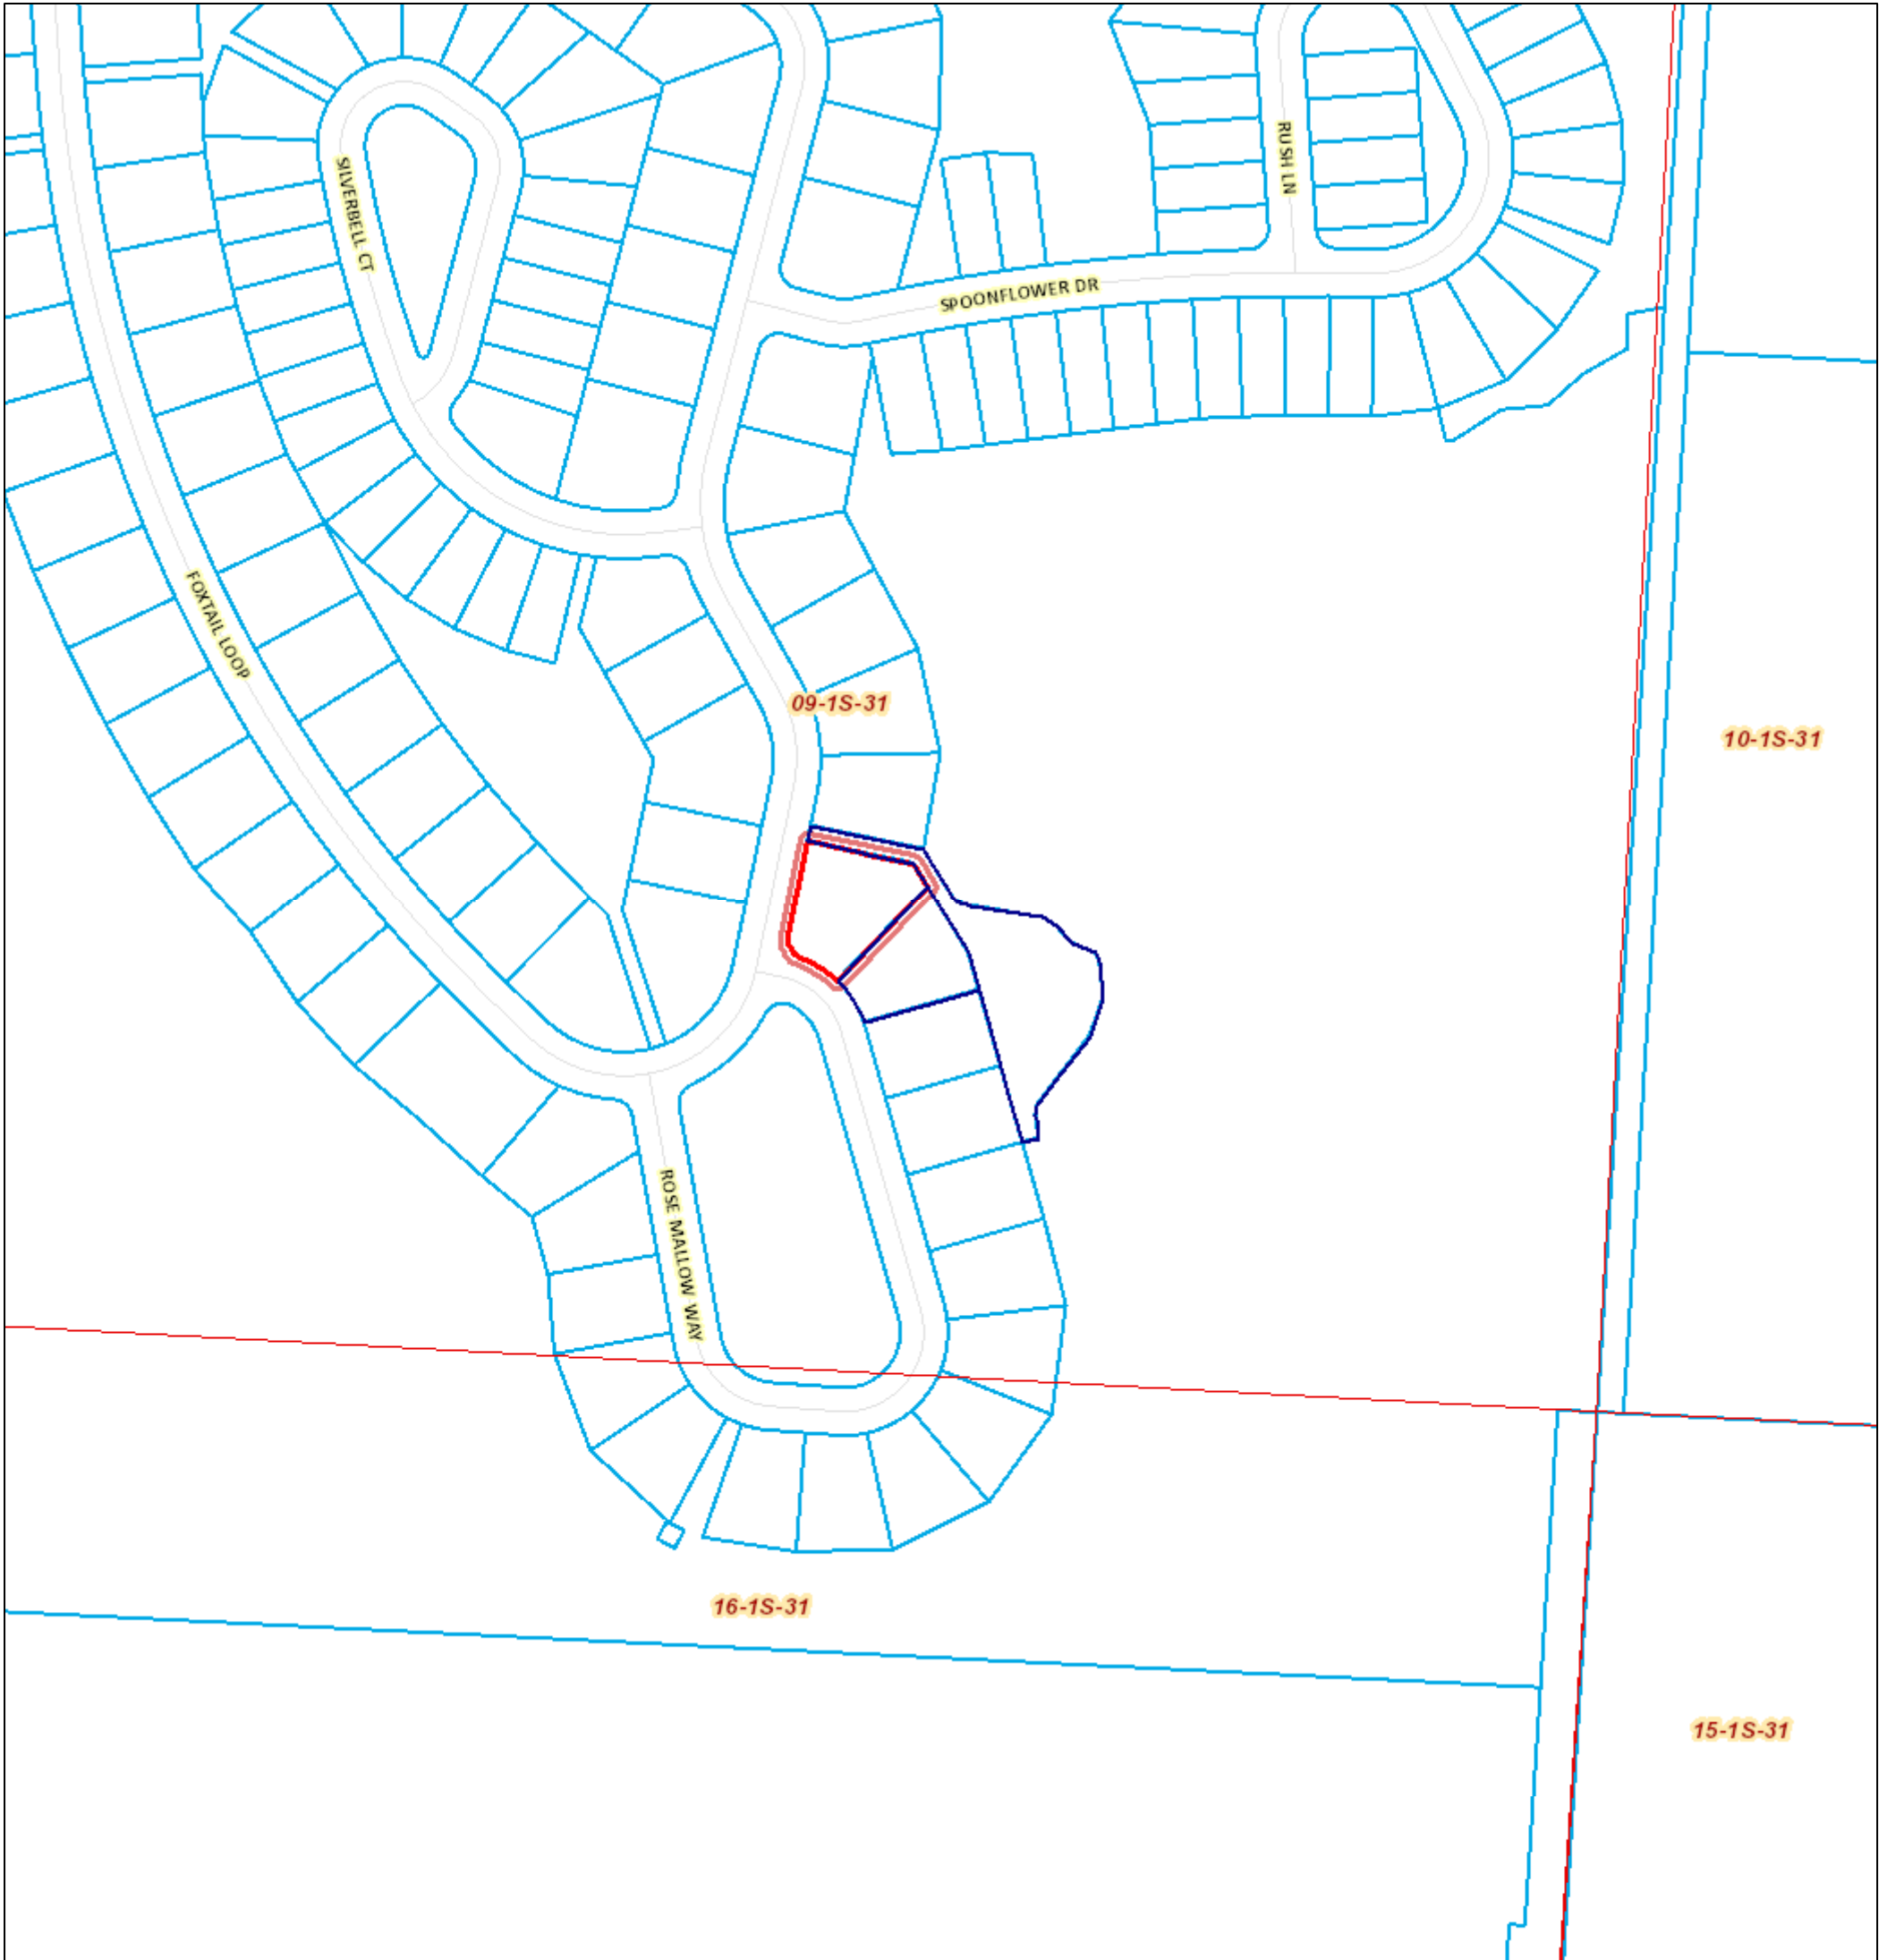 RUSH LN
SILVERBELL CT
SPOONFLOWER DR
FOXTAIL LOOP
09-1S-31
10-1S-31
ROSE MALLOW WAY
16-1S-31
15-1S-31